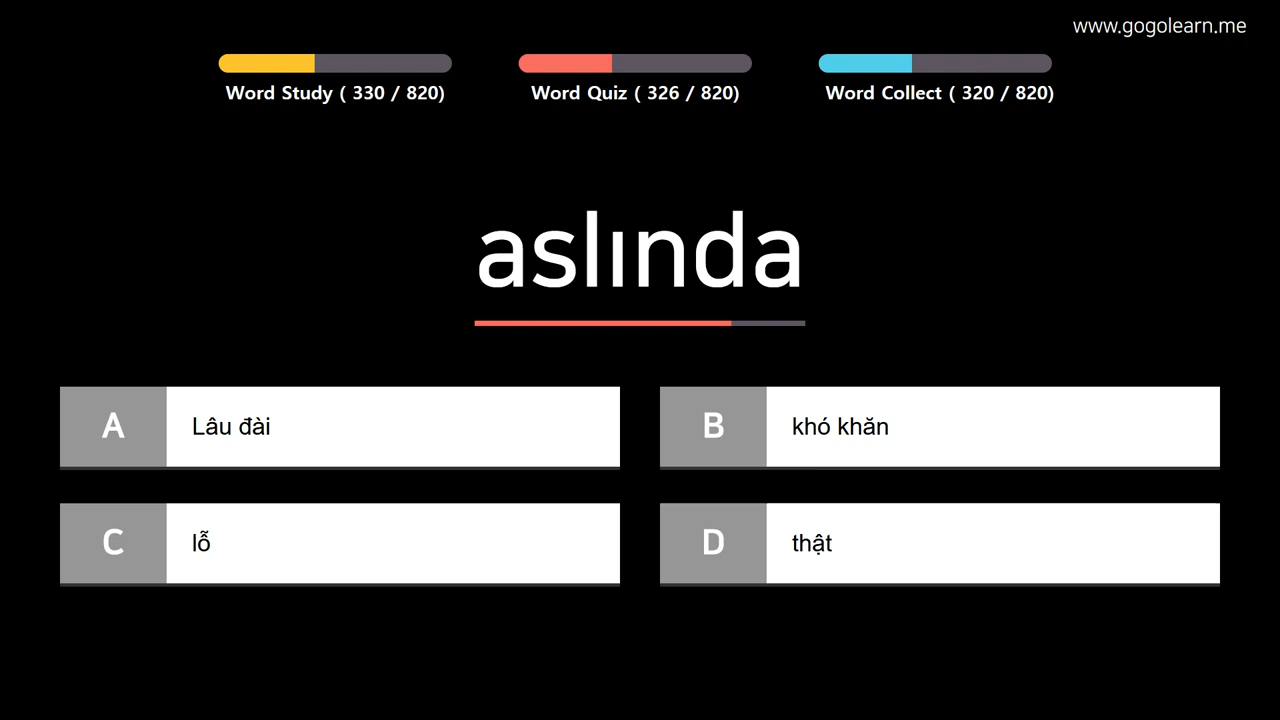 www.gogolearn.me
Word Study ( 330 / 820)
Word Quiz ( 326 / 820)
Word Collect ( 320 / 820)
aslında
A
Lâu đài
B
khó khăn
C
lỗ
D
thật